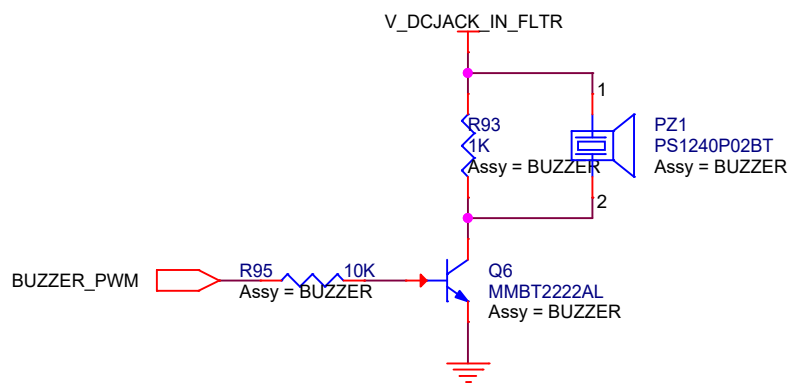 V_DCJACK_IN_FLTR
1
R93
1K
Assy = BUZZER
PZ1
PS1240P02BT
Assy = BUZZER
2
BUZZER_PWM
R95 10K
Assy = BUZZER
Q6
MMBT2222AL
Assy = BUZZER